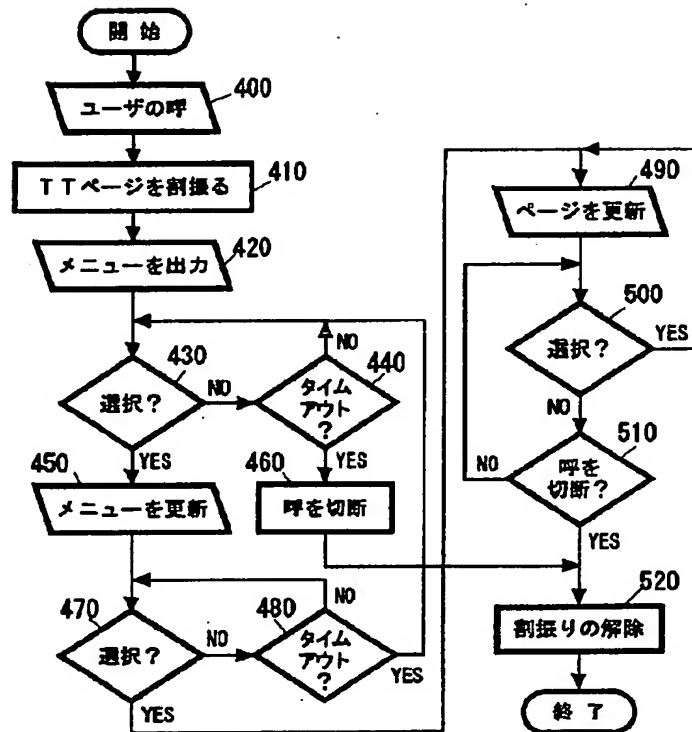 開始
400
ユーザの呼
TTページを割振る
410
メニューを出力
420
430
選択?
NO
YES
NO
440
タイム
アウト
?
YES
450
メニューを更新
460
呼を切断
470
選択?
NO
YES
NO
480
タイム
アウト
?
YES
490
ページを更新
500
選択?
YES
NO
510
呼を
切断?
NO
YES
520
割振りの解除
終了